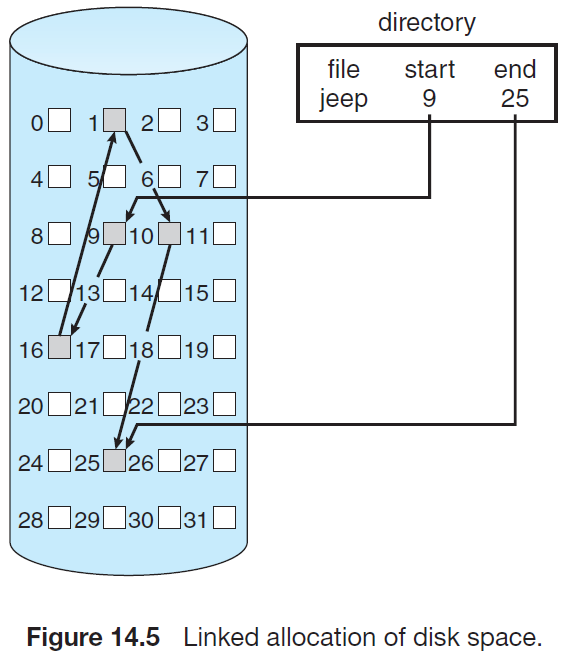 directory
file start end
jeep 9 25
0 1 2 3
4 5 6 7
8 9 10 11
12 13 14 15
16 17 18 19
20 21 22 23
24 25 26 27
28 29 30 31
Figure 14.5 Linked allocation of disk space.